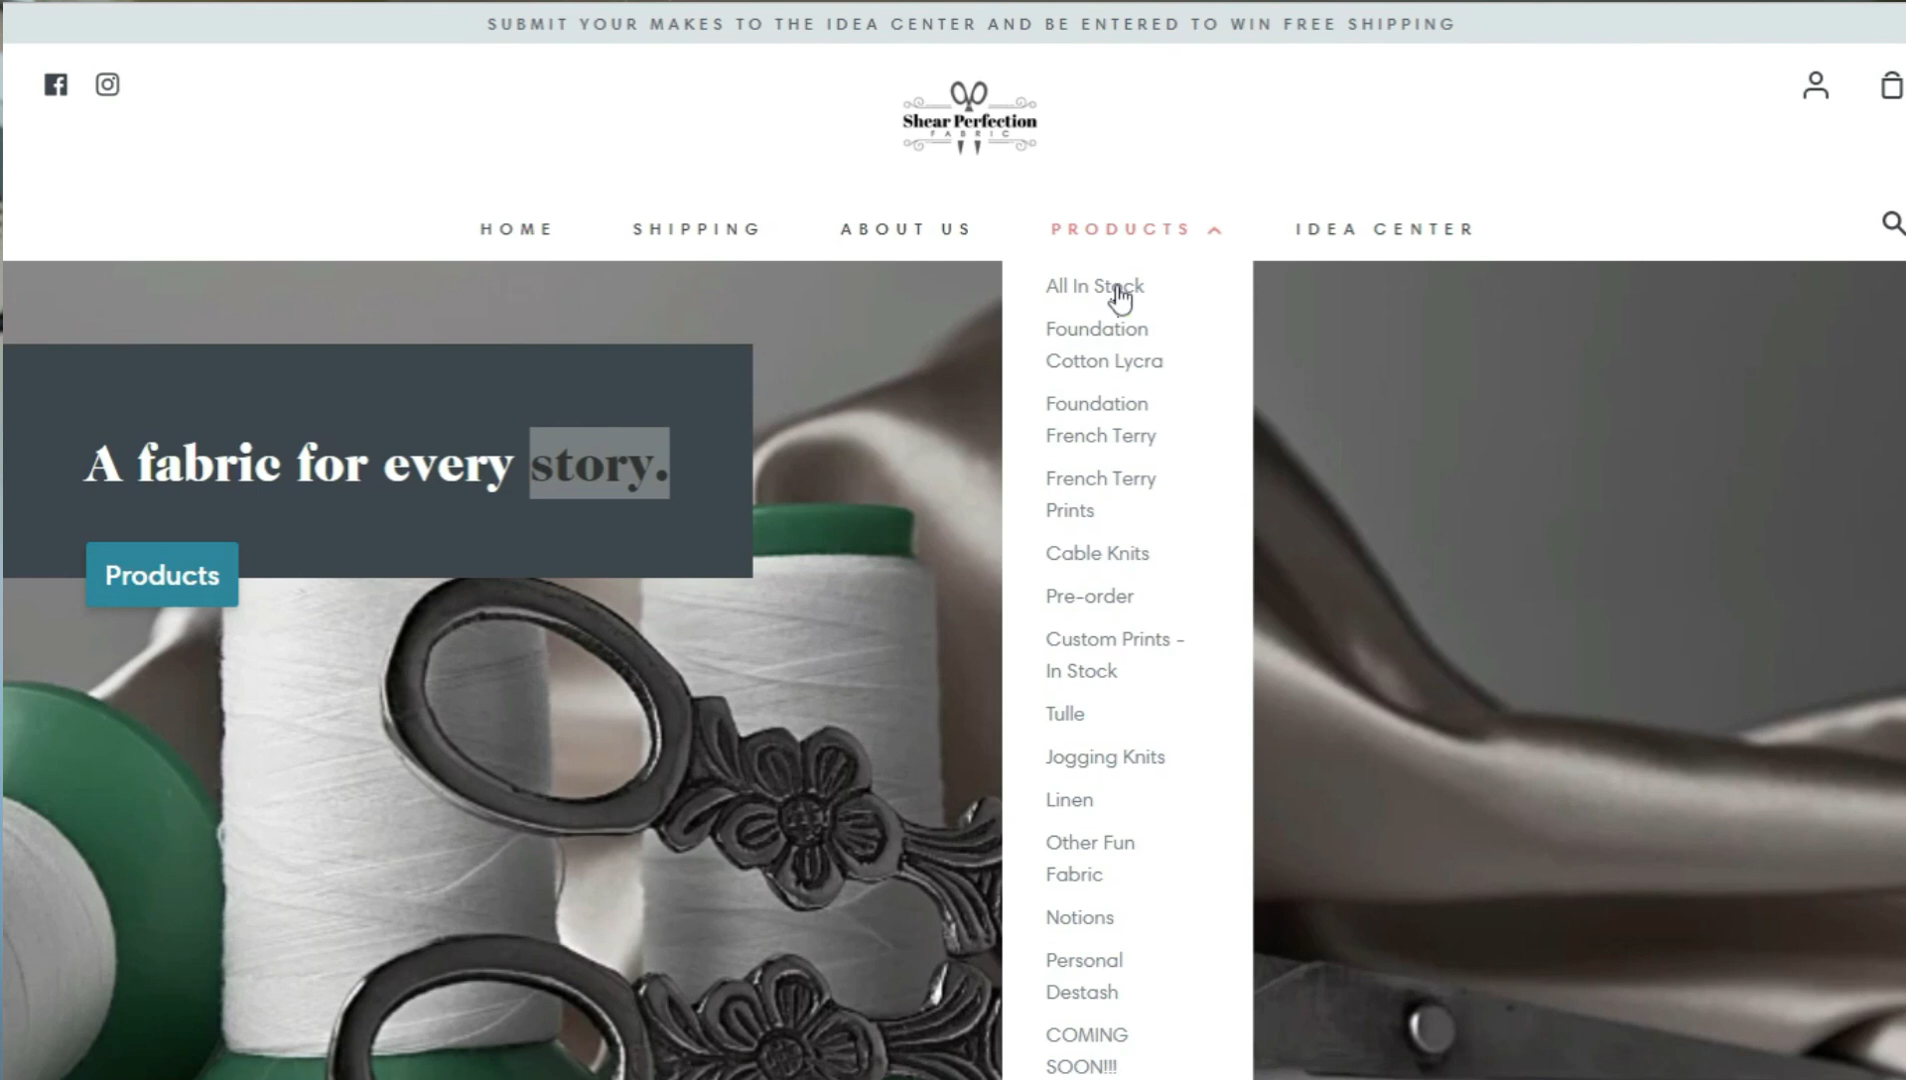 SUBMIT YOUR MAKES TO THE IDEA CENTER AND BE ENTERED TO WIN FREE SHIPPING
Shear Perfection
FABRIC
HOME SHIPPING ABOUT US PRODUCTS IDEA CENTER
All In Stock
Foundation
Cotton Lycra
Foundation
French Terry
French Terry
Prints
Cable Knits
Pre-order
Custom Prints -
In Stock
Tulle
Jogging Knits
Linen
Other Fun
Fabric
Notions
Personal
Destash
COMING
SOON!!!
A fabric for every story.
Products